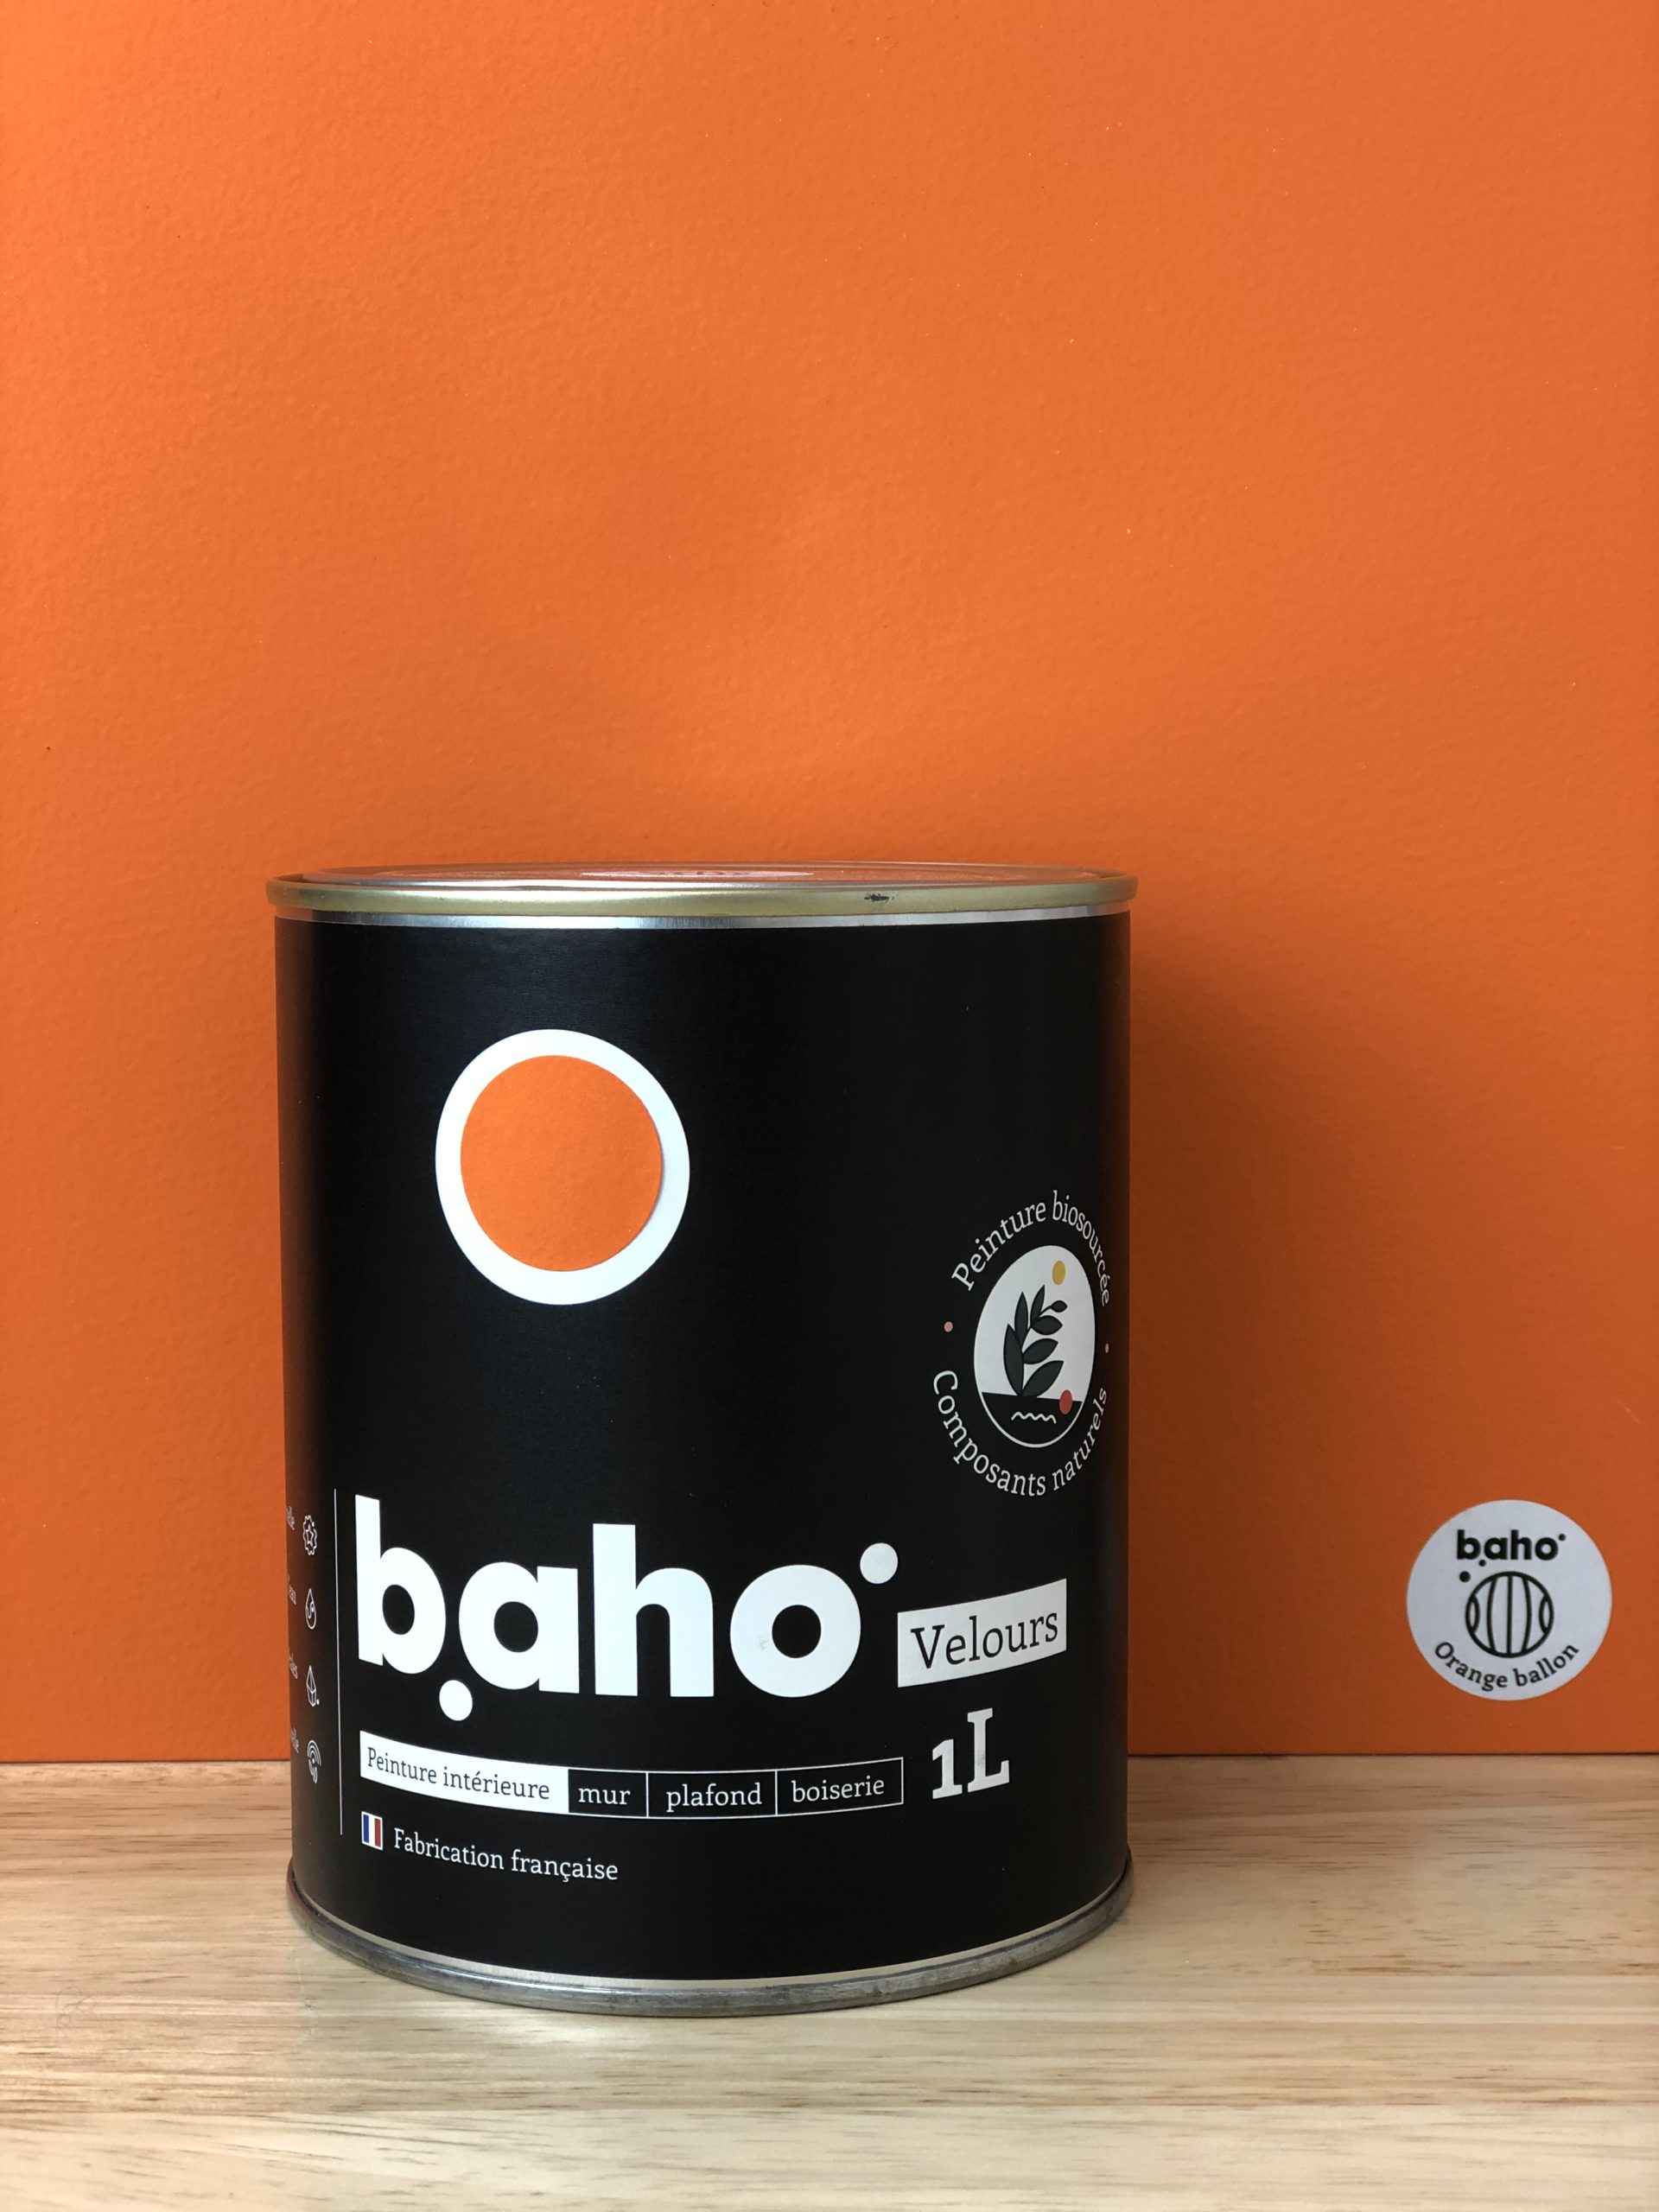 Peinture biosourcée
Composants naturels
baho
Velours
1L
Peinture intérieure mur plafond boiserie
Fabrication française
baho
Orange ballon